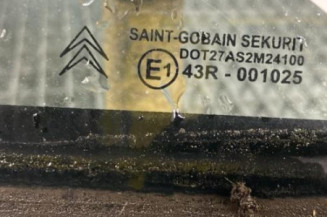 SAINT-GOBAIN SEKURIT
DOT27AS2M24100
E1 43R - 001025